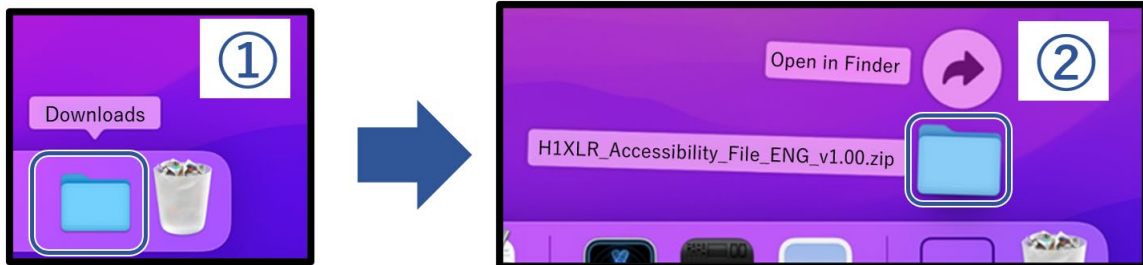 ①
Downloads
②
Open in Finder
H1XLR_Accessibility_File_ENG_v1.00.zip